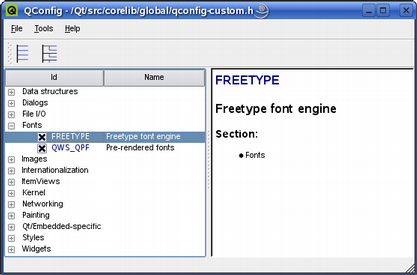 QConfig - /Qt/src/corelib/global/qconfig-custom.h
File Tools Help
Id Name
Data structures
Dialogs
File I/O
Fonts
FREETYPE Freetype font engine
QWS_QPF Pre-rendered fonts
Images
Internationalization
ItemViews
Kernel
Networking
Painting
Qt/Embedded-specific
Styles
Widgets
FREETYPE
Freetype font engine
Section:
Fonts